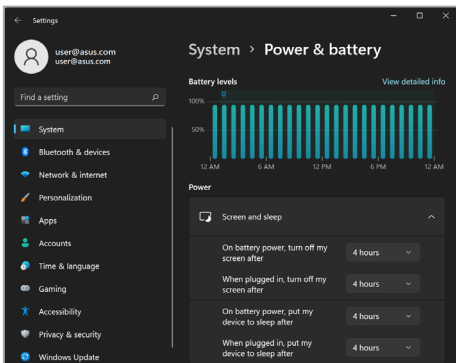 Settings
user@asus.com
user@asus.com
Find a setting
System
Bluetooth & devices
Network & internet
Personalization
Apps
Accounts
Time & language
Gaming
Accessibility
Privacy & security
Windows Update
System > Power & battery
Battery levels
View detailed info
100%
50%
12 AM 6 AM 12 PM 6 PM 12 AM
Power
Screen and sleep
On battery power, turn off my
screen after
4 hours
When plugged in, turn off my
screen after
4 hours
On battery power, put my
device to sleep after
4 hours
When plugged in, put my
device to sleep after
4 hours